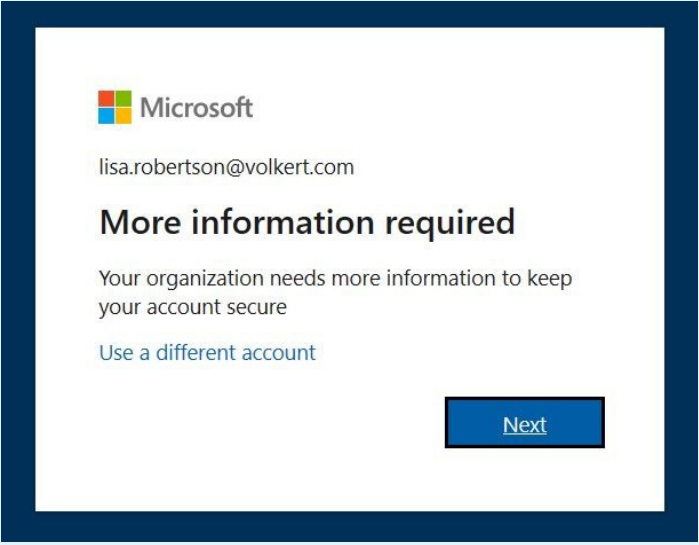 Microsoft
lisa.robertson@volkert.com
More information required
Your organization needs more information to keep
your account secure
Use a different account
Next